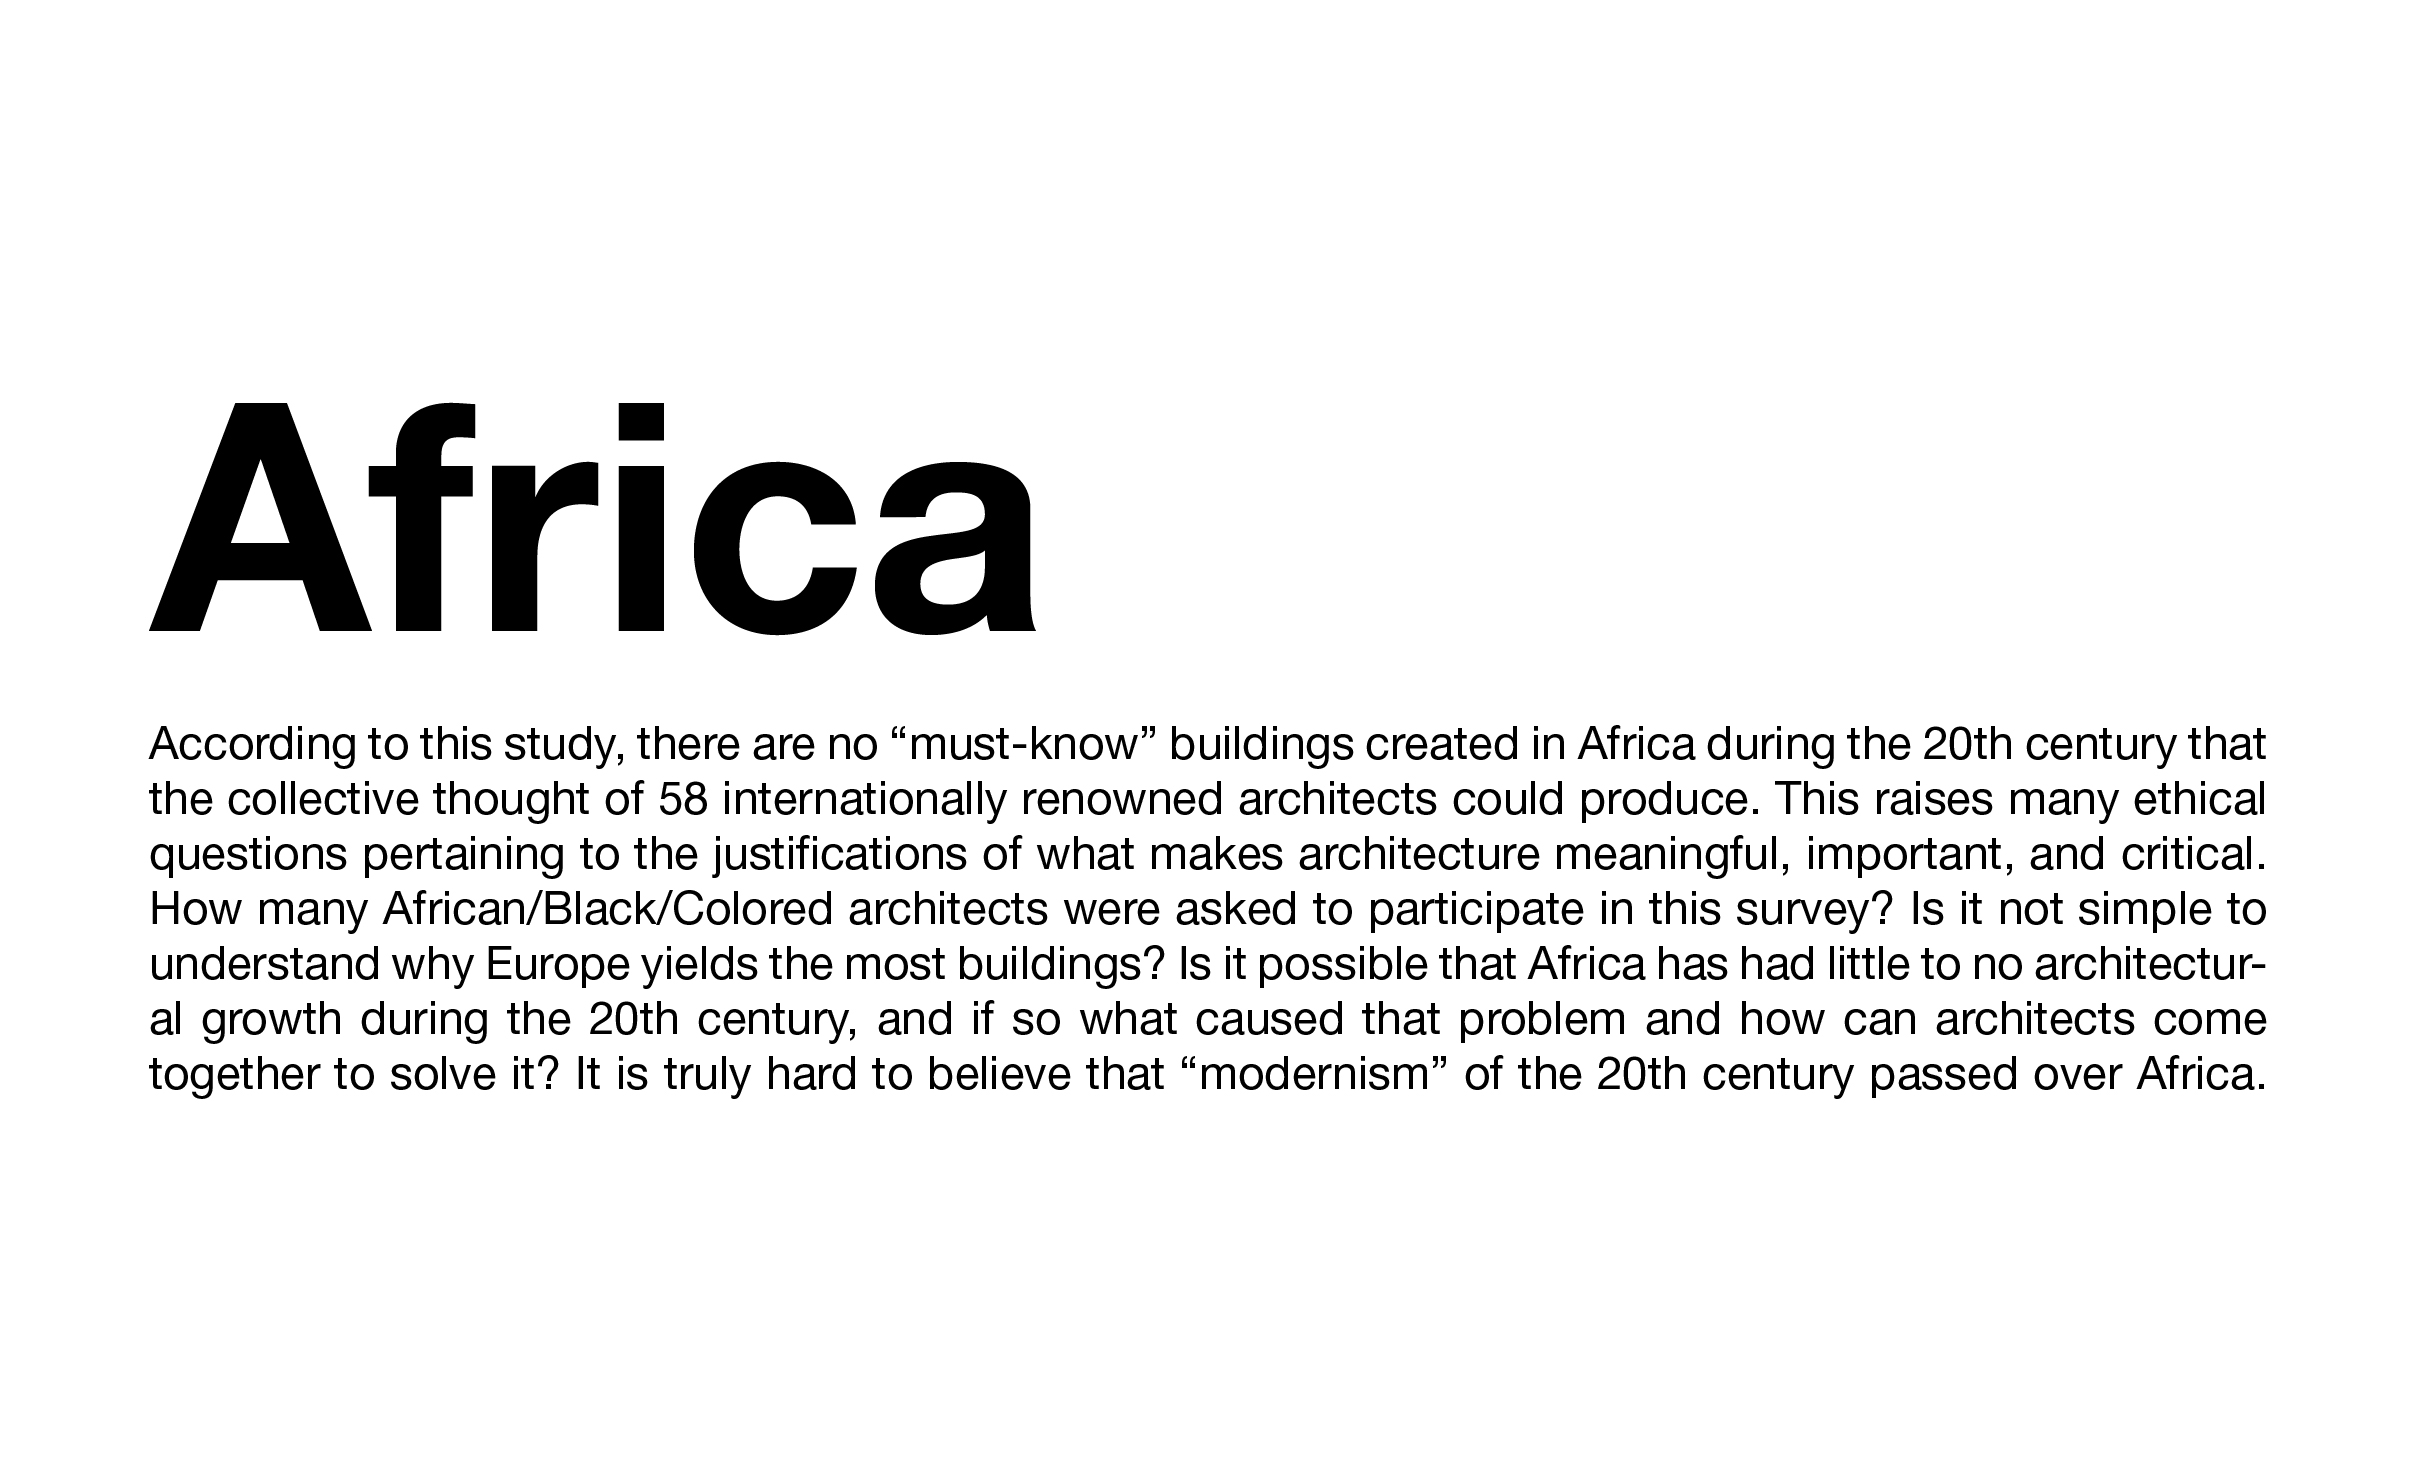 Africa
According to this study, there are no “must-know” buildings created in Africa during the 20th century that
the collective thought of 58 internationally renowned architects could produce. This raises many ethical
questions pertaining to the justifications of what makes architecture meaningful, important, and critical.
How many African/Black/Colored architects were asked to participate in this survey? Is it not simple to
understand why Europe yields the most buildings? Is it possible that Africa has had little to no architectur-
al growth during the 20th century, and if so what caused that problem and how can architects come
together to solve it? It is truly hard to believe that “modernism” of the 20th century passed over Africa.